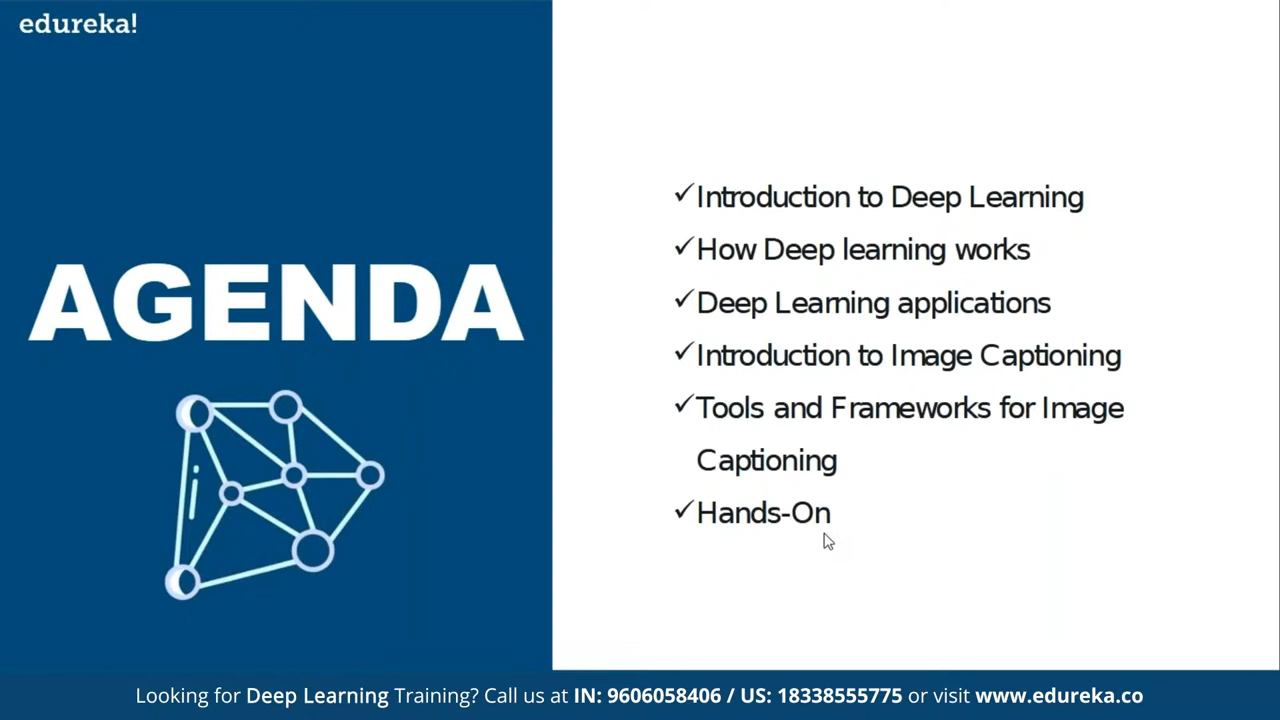 edureka!
AGENDA
✓Introduction to Deep Learning
✓How Deep learning works
✓Deep Learning applications
✓Introduction to Image Captioning
✓Tools and Frameworks for Image
Captioning
✓Hands-On
Looking for Deep Learning Training? Call us at IN: 9606058406 / US: 18338555775 or visit www.edureka.co